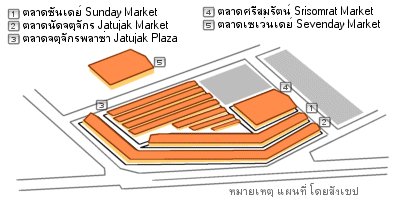 1 ตลาดซันเดย์ Sunday Market
2 ตลาดนัดจตุจักร Jatujak Market
3 ตลาดจตุจักรพลาซา Jatujak Plaza
4 ตลาดศรีสมรัตน์ Srisomrat Market
5 ตลาดเซเว่นเดย์ Sevenday Market
5
4
3
1
2
หมายเหตุ แผนที่ โดยสังเขป